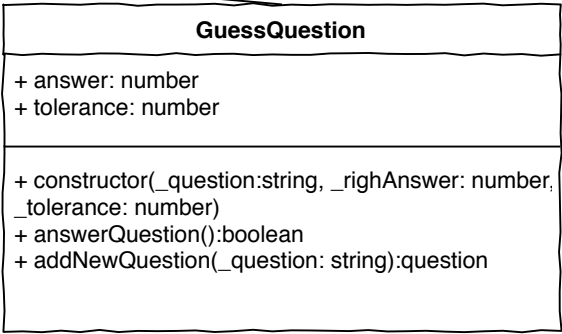 GuessQuestion
+ answer: number
+ tolerance: number
+ constructor(_question:string, _righAnswer: number,
_tolerance: number)
+ answerQuestion():boolean
+ addNewQuestion(_question: string):question